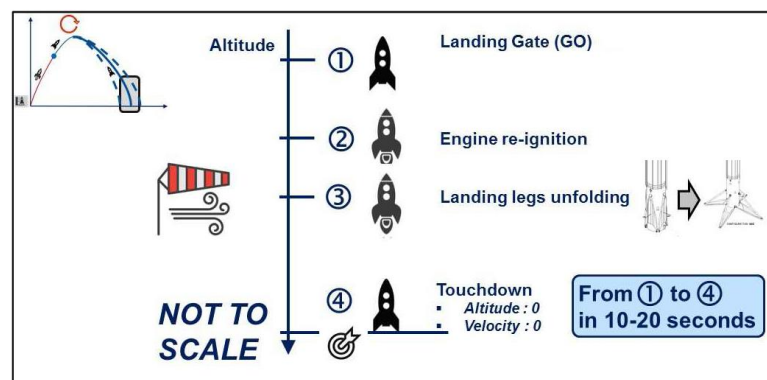 Altitude
①
Landing Gate (GO)
②
Engine re-ignition
③
Landing legs unfolding
④
Touchdown
▪ Altitude : 0
▪ Velocity : 0
NOT TO
SCALE
From ① to ④
in 10-20 seconds